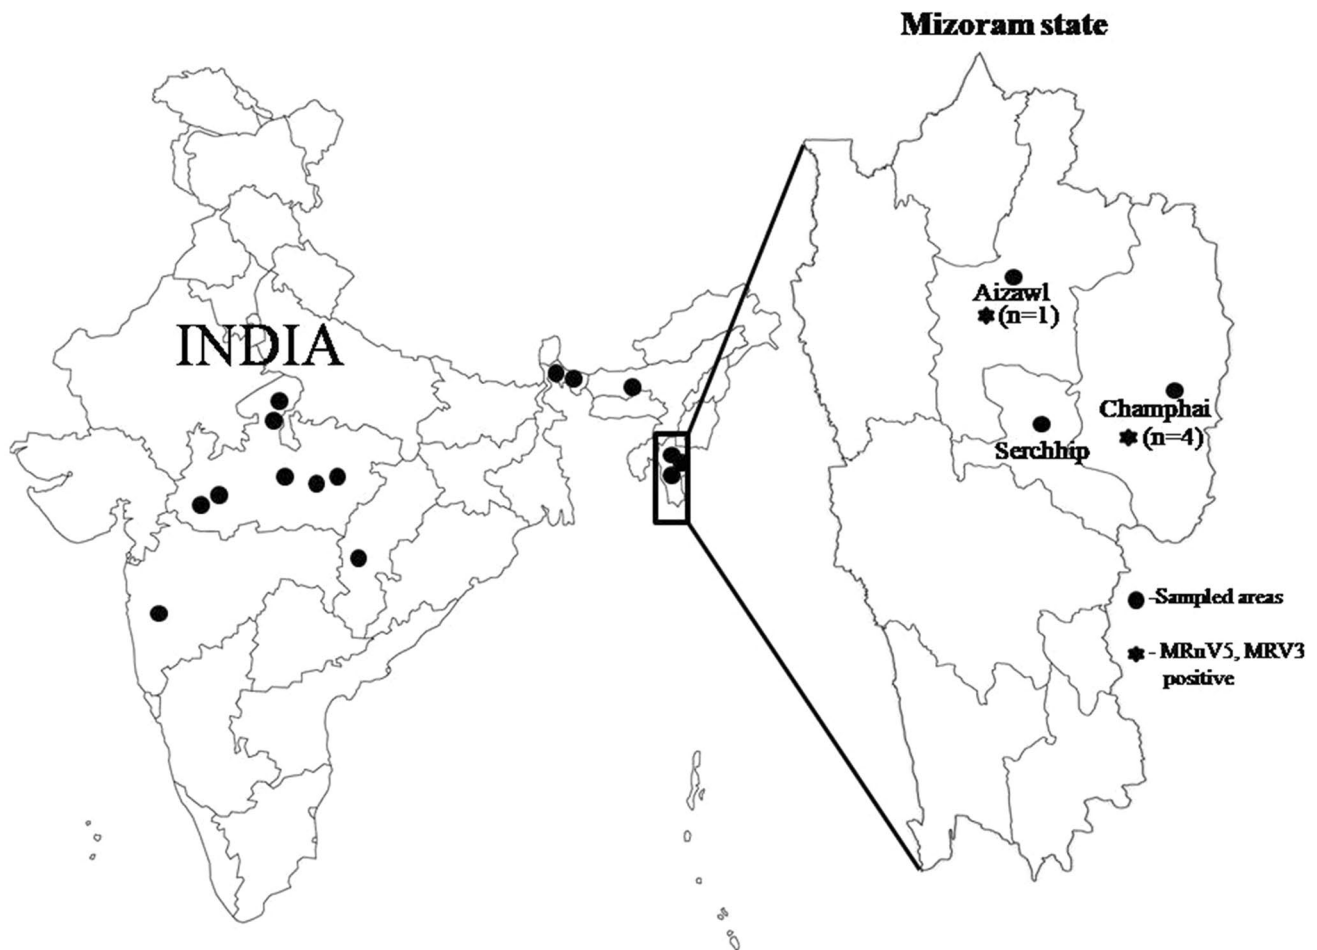 Mizoram state
INDIA
Aizawl
(n=1)
Champhai
(n=4)
Serchhip
-Sampled areas
- MRnV5, MRV3
positive